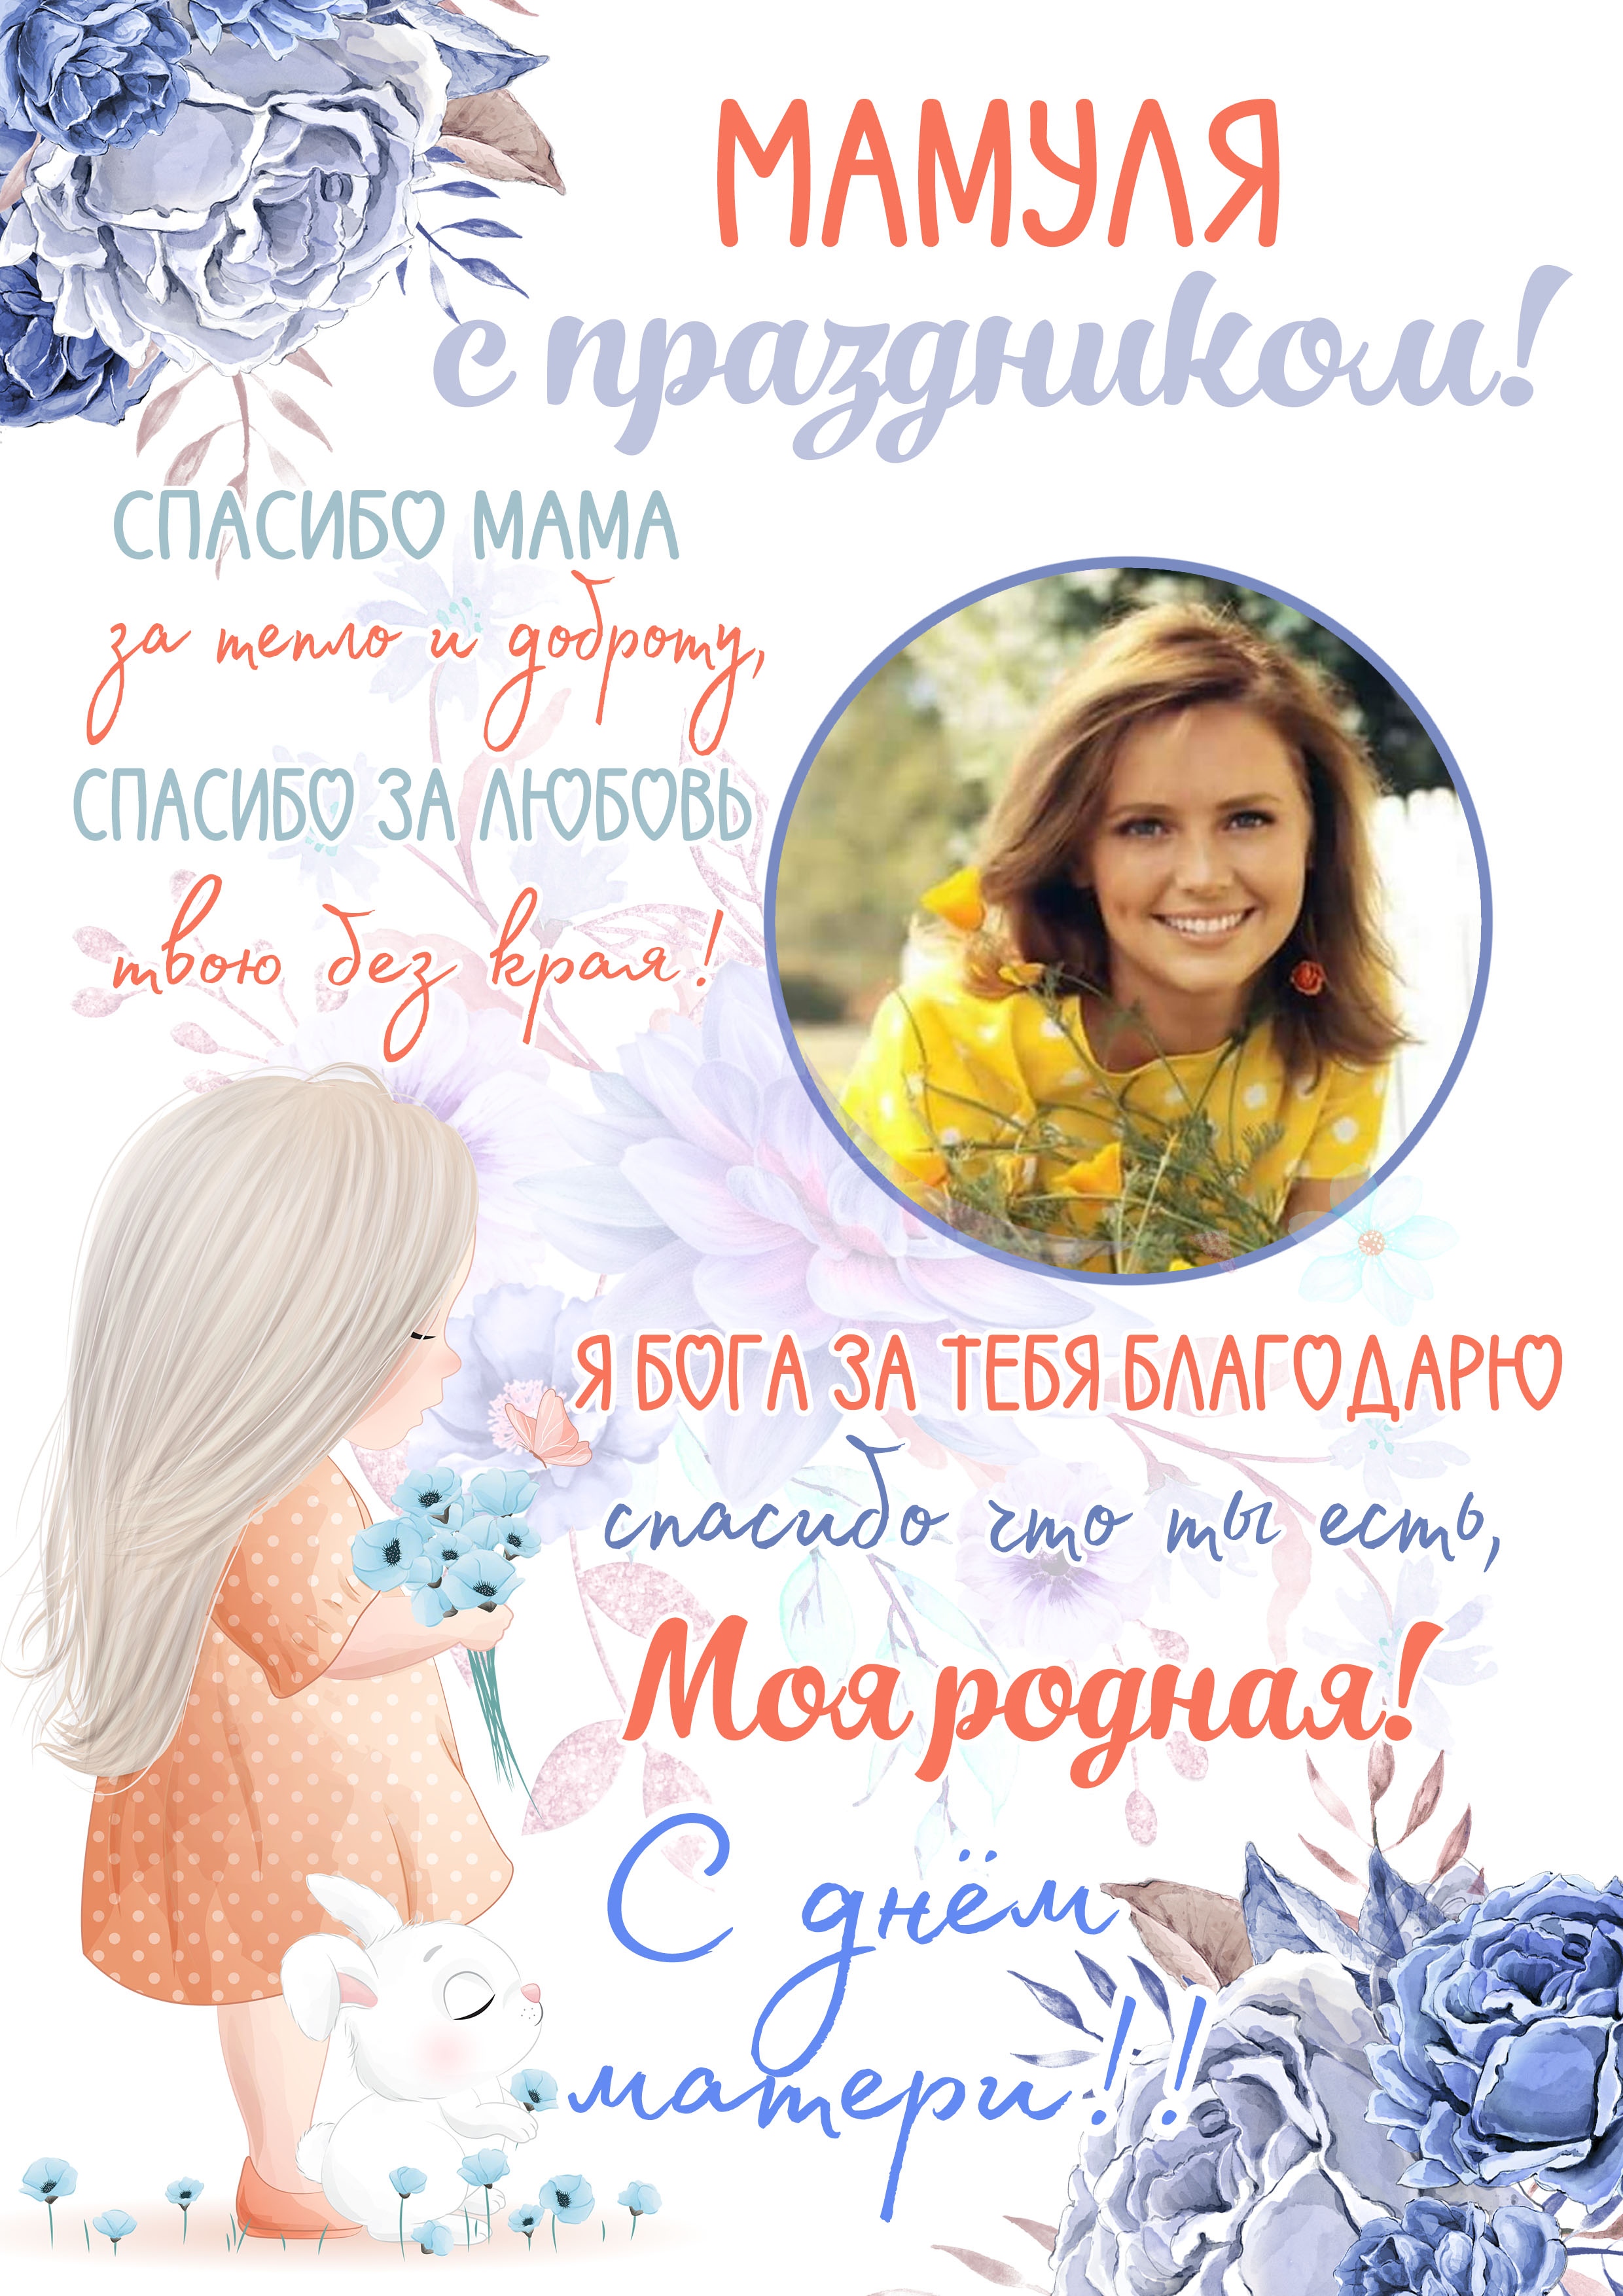 МАМУЛЯ
с праздником!
СПАСИБО МАМА
за тепло и доброту,
СПАСИБО ЗА ЛЮБОВЬ
твою без края!
Я БОГА ЗА ТЕБЯ БЛАГОДАРЮ
спасибо что ты есть,
Моя родная!
С днём
матери!!